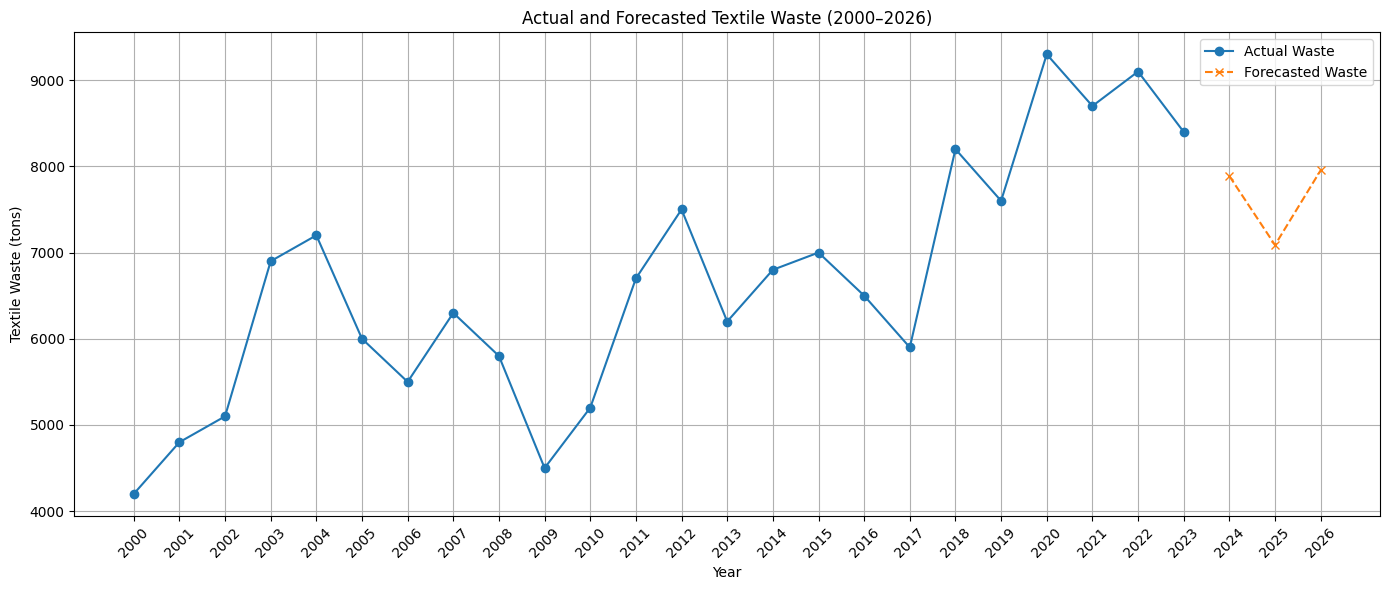 Actual and Forecasted Textile Waste (2000–2026)
Actual Waste
Forecasted Waste
Textile Waste (tons)
9000
8000
7000
6000
5000
4000
2000 2001 2002 2003 2004 2005 2006 2007 2008 2009 2010 2011 2012 2013 2014 2015 2016 2017 2018 2019 2020 2021 2022 2023 2024 2025 2026
Year